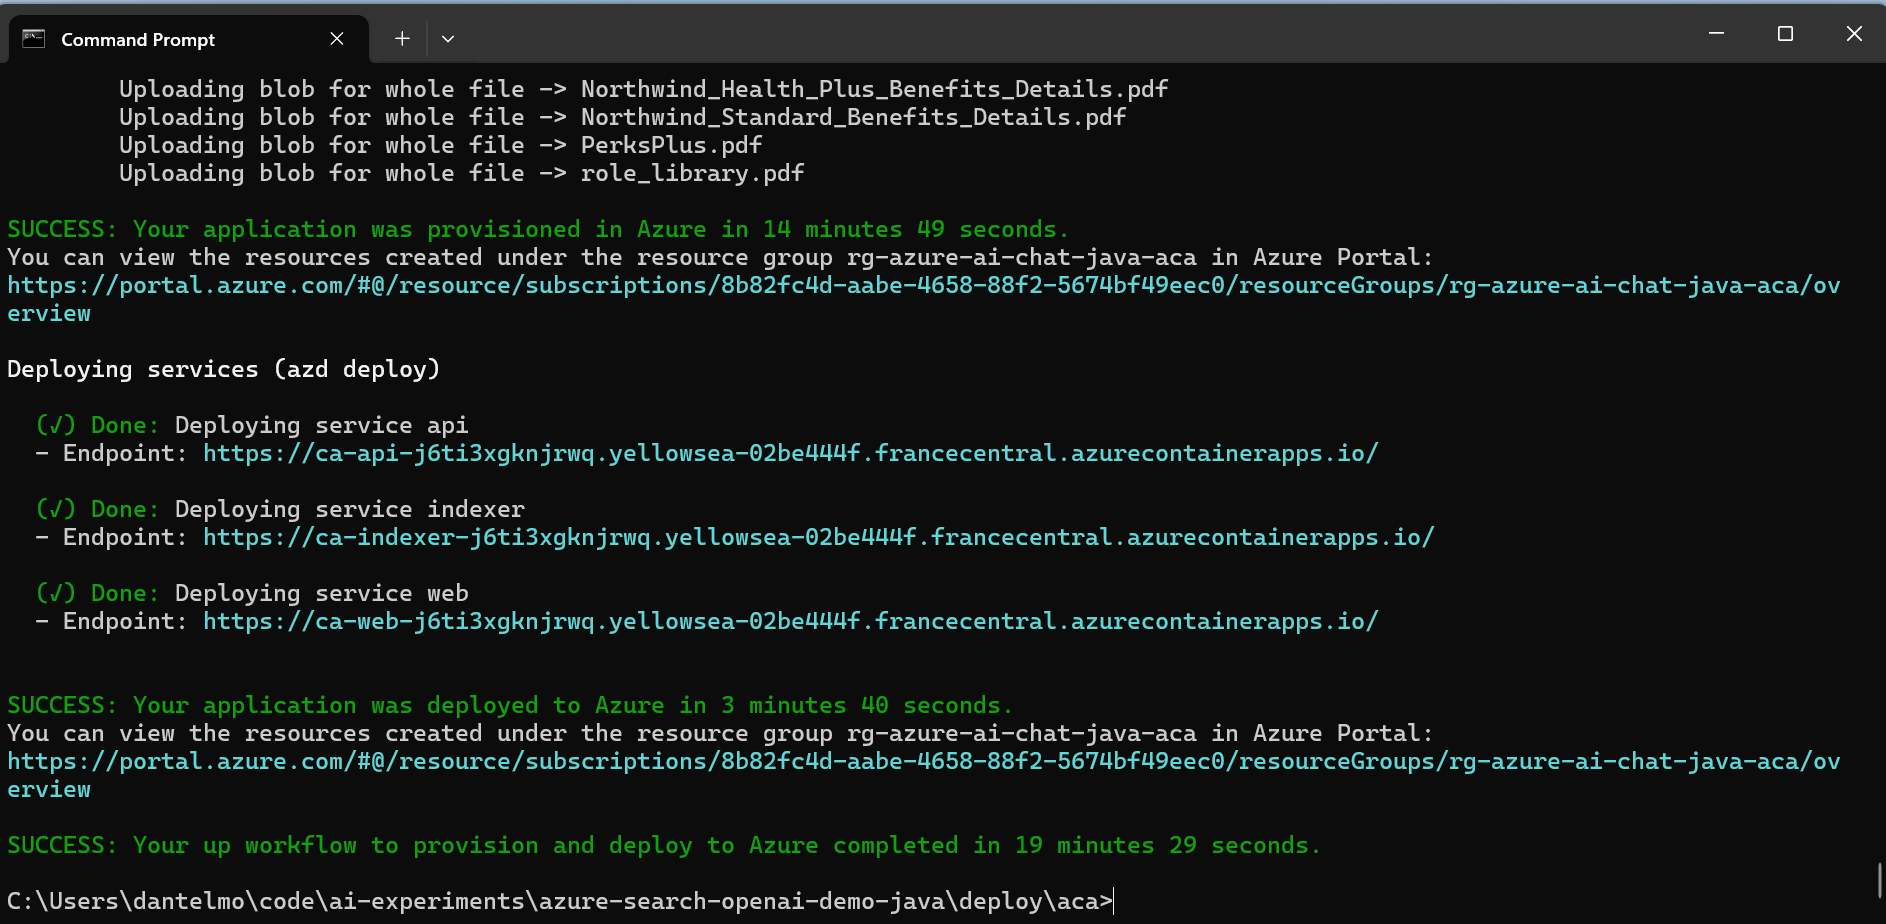 Command Prompt
Uploading blob for whole file -> Northwind_Health_Plus_Benefits_Details.pdf
Uploading blob for whole file -> Northwind_Standard_Benefits_Details.pdf
Uploading blob for whole file -> PerksPlus.pdf
Uploading blob for whole file -> role_library.pdf
SUCCESS: Your application was provisioned in Azure in 14 minutes 49 seconds.
You can view the resources created under the resource group rg-azure-ai-chat-java-aca in Azure Portal:
https://portal.azure.com/#@/resource/subscriptions/8b82fc4d-aabe-4658-88f2-5674bf49eec0/resourceGroups/rg-azure-ai-chat-java-aca/ov
erview
Deploying services (azd deploy)
(√) Done: Deploying service api
- Endpoint: https://ca-api-j6ti3xgknjrwq.yellowsea-02be444f.francecentral.azurecontainerapps.io/
(√) Done: Deploying service indexer
- Endpoint: https://ca-indexer-j6ti3xgknjrwq.yellowsea-02be444f.francecentral.azurecontainerapps.io/
(√) Done: Deploying service web
- Endpoint: https://ca-web-j6ti3xgknjrwq.yellowsea-02be444f.francecentral.azurecontainerapps.io/
SUCCESS: Your application was deployed to Azure in 3 minutes 40 seconds.
You can view the resources created under the resource group rg-azure-ai-chat-java-aca in Azure Portal:
https://portal.azure.com/#@/resource/subscriptions/8b82fc4d-aabe-4658-88f2-5674bf49eec0/resourceGroups/rg-azure-ai-chat-java-aca/ov
erview
SUCCESS: Your up workflow to provision and deploy to Azure completed in 19 minutes 29 seconds.
C:\Users\dantelmo\code\ai-experiments\azure-search-openai-demo-java\deploy\aca>